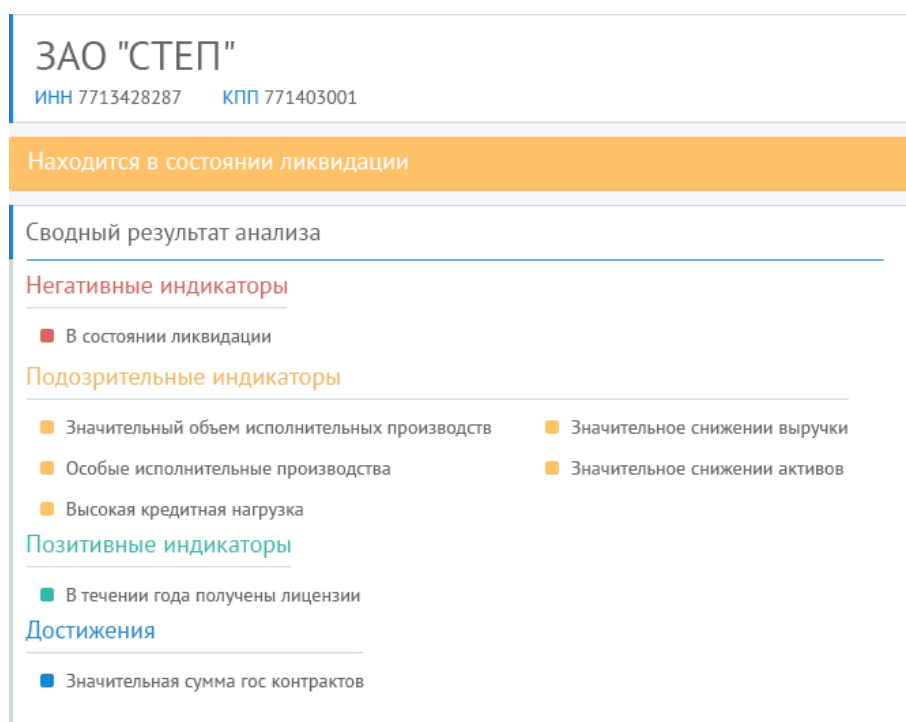 ЗАО "СТЕП"
ИНН 7713428287 КПП 771403001
Находится в состоянии ликвидации
Сводный результат анализа
Негативные индикаторы
В состоянии ликвидации
Подозрительные индикаторы
Значительный объем исполнительных производств Значительное снижении выручки
Особые исполнительные производства Значительное снижении активов
Высокая кредитная нагрузка
Позитивные индикаторы
В течении года получены лицензии
Достижения
Значительная сумма гос контрактов